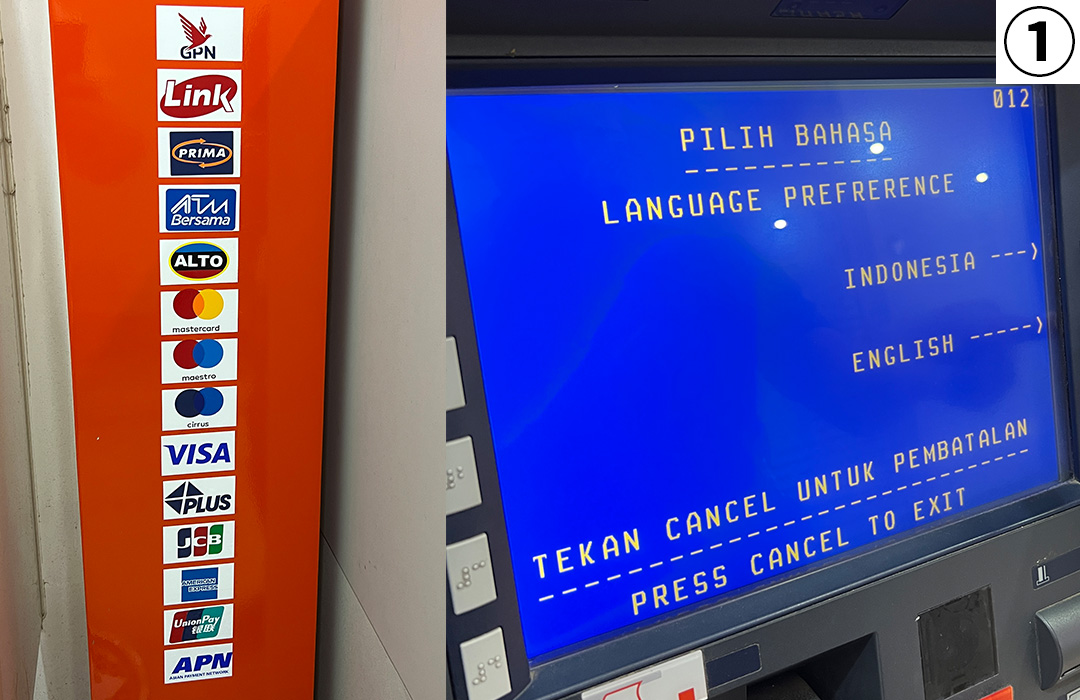 GPN
Link
PRIMA
ATM
Bersama
ALTO
mastercard
maestro
cirrus
VISA
PLUS
JCB
AMERICAN
EXPRESS
UnionPay
银联
APN
ASIAN PAYMENT NETWORK
1
012
PILIH BAHASA
------------
LANGUAGE PREFRERENCE
INDONESIA --->
ENGLISH ----->
TEKAN CANCEL UNTUK PEMBATALAN
-----------------------------
PRESS CANCEL TO EXIT